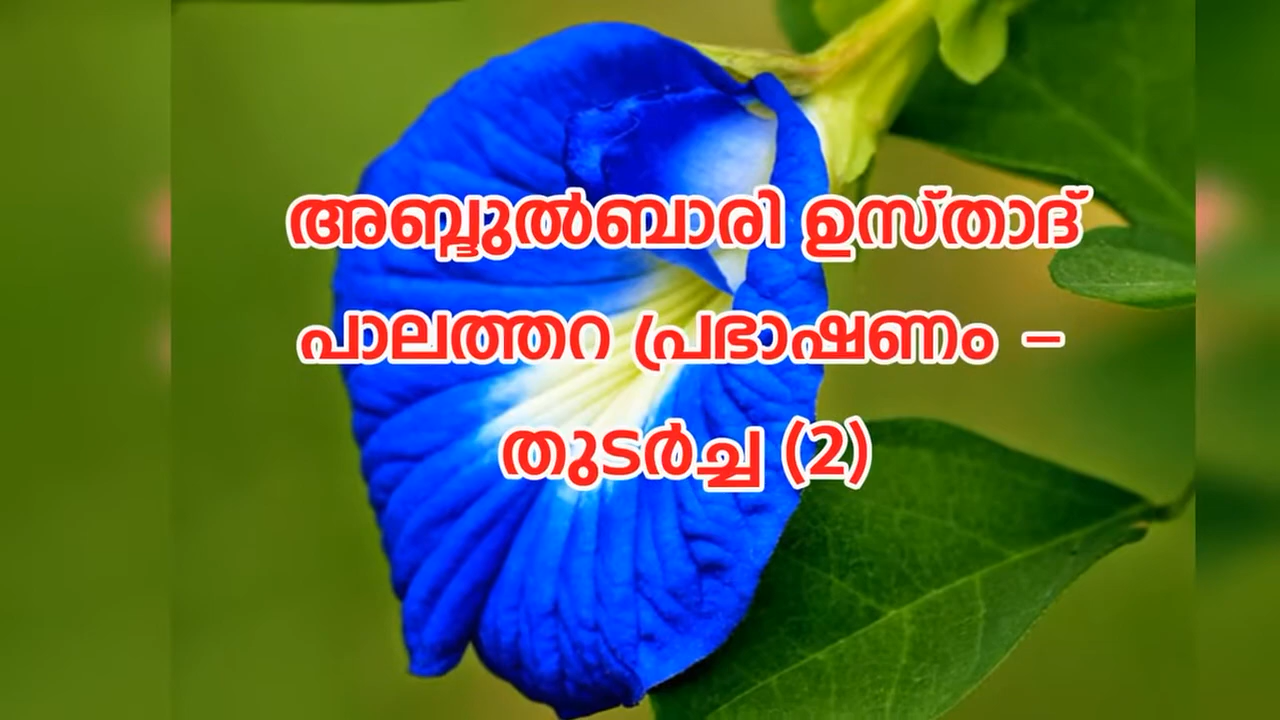 അബ്ദുൽബാരി ഉസ്താദ്
പാലത്തറ പ്രഭാഷണം –
തുടർച്ച (2)